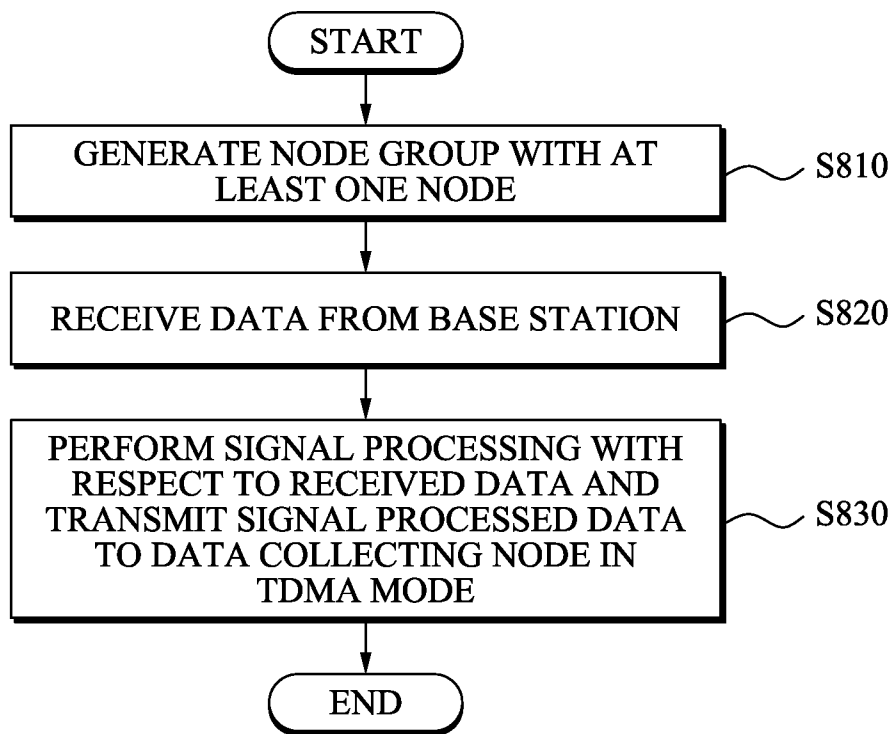 START
GENERATE NODE GROUP WITH AT
LEAST ONE NODE
S810
RECEIVE DATA FROM BASE STATION
S820
PERFORM SIGNAL PROCESSING WITH
RESPECT TO RECEIVED DATA AND
TRANSMIT SIGNAL PROCESSED DATA
TO DATA COLLECTING NODE IN
TDMA MODE
S830
END